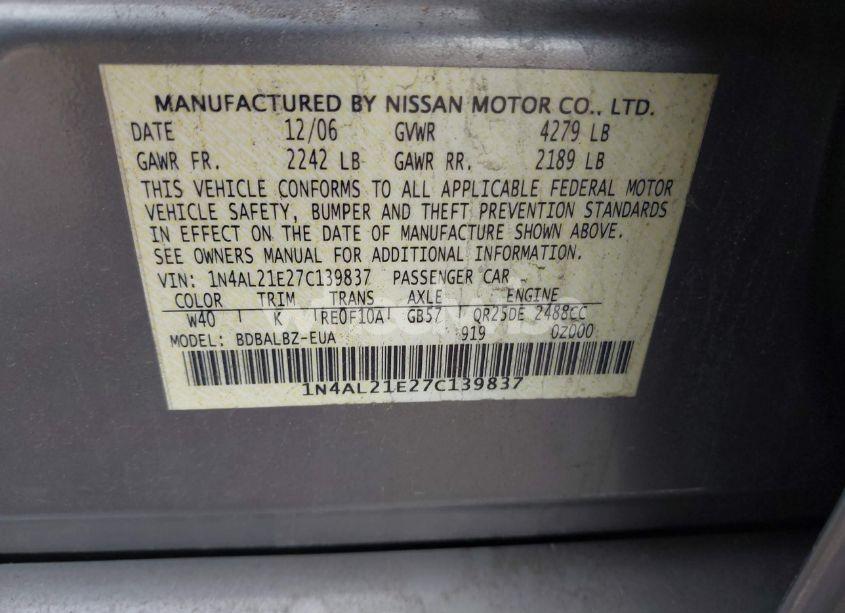 MANUFACTURED BY NISSAN MOTOR CO., LTD.
DATE 12/06 GVWR 4279 LB
GAWR FR. 2242 LB GAWR RR. 2189 LB
THIS VEHICLE CONFORMS TO ALL APPLICABLE FEDERAL MOTOR
VEHICLE SAFETY, BUMPER AND THEFT PREVENTION STANDARDS
IN EFFECT ON THE DATE OF MANUFACTURE SHOWN ABOVE.
SEE OWNERS MANUAL FOR ADDITIONAL INFORMATION.
VIN: 1N4AL21E27C139837 PASSENGER CAR
COLOR TRIM TRANS AXLE ENGINE
W40 K RE0F10A GB57 QR25DE 2488CC
MODEL: BDBALBZ-EUA 919 0Z000
1N4AL21E27C139837